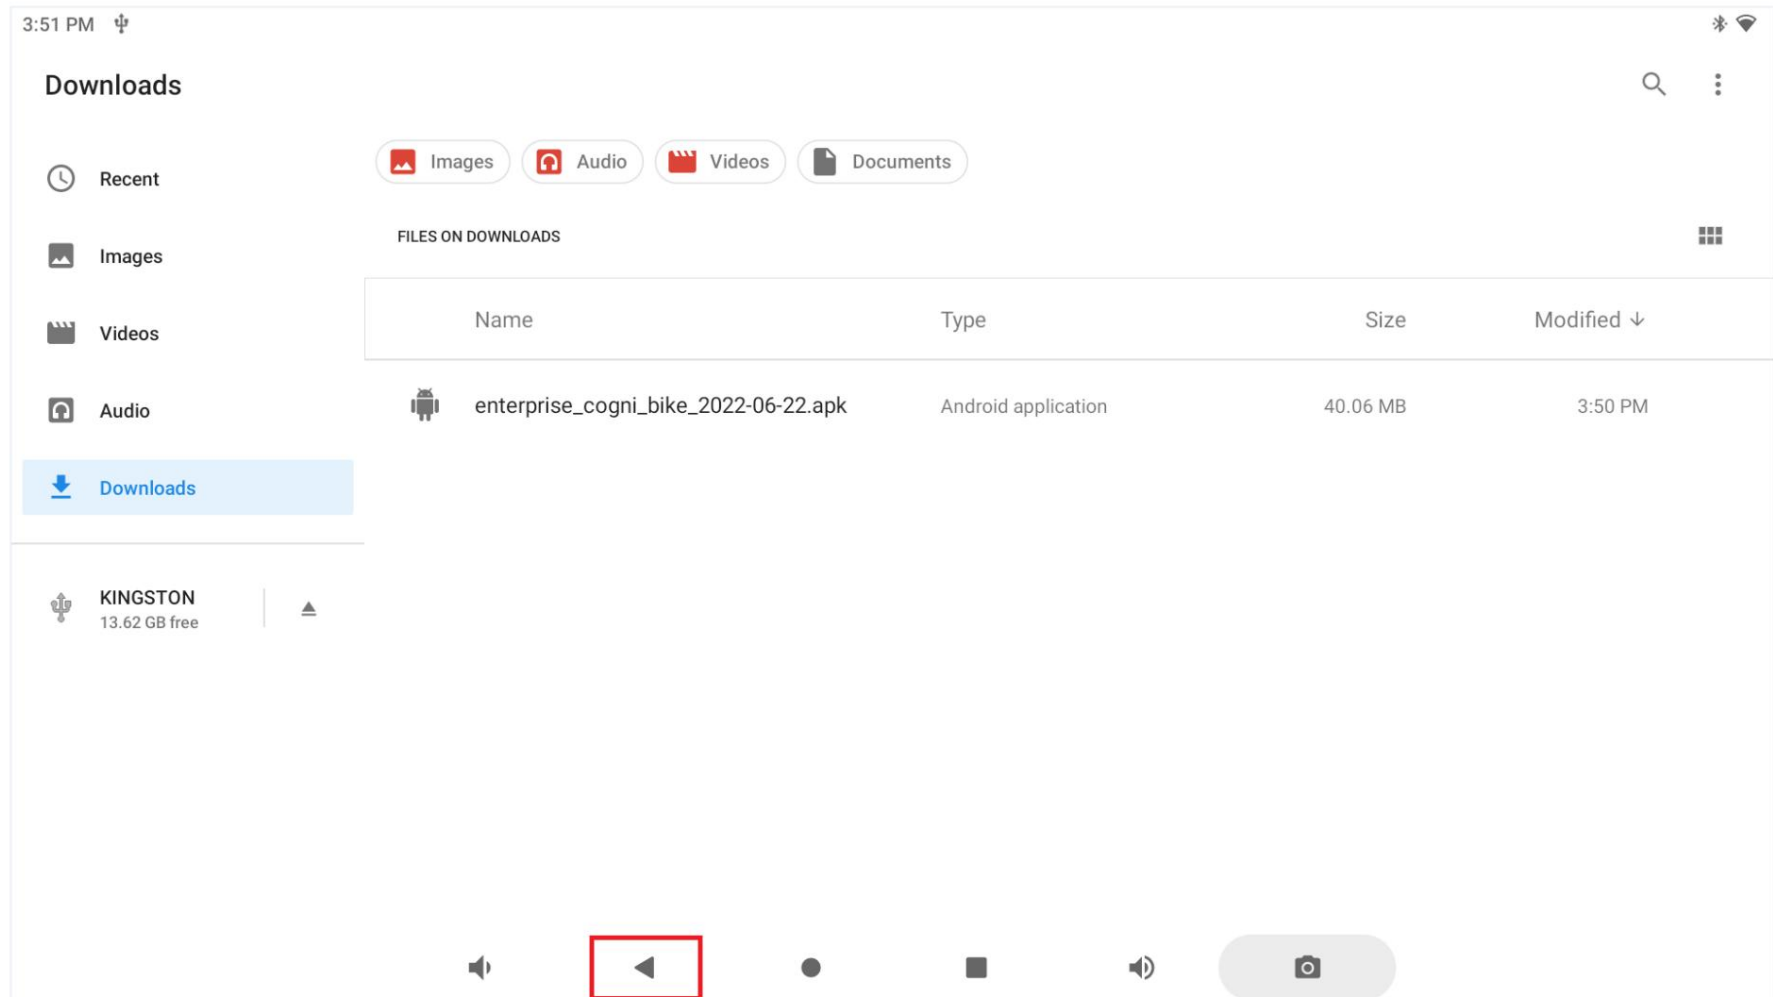 3:51 PM
Downloads
Recent
Images
Videos
Audio
Downloads
KINGSTON
13.62 GB free
Images Audio Videos Documents
FILES ON DOWNLOADS
Name Type Size Modified
enterprise_cogni_bike_2022-06-22.apk Android application 40.06 MB 3:50 PM